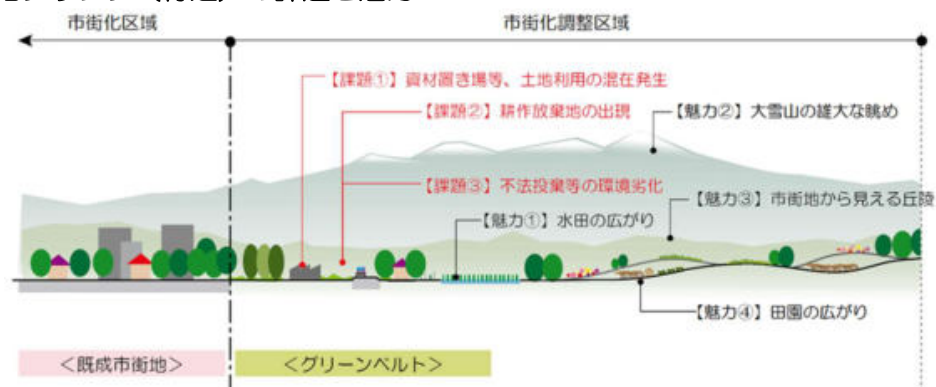 市街化区域
市街化調整区域
【課題①】資材置き場等、土地利用の混在発生
【課題②】耕作放棄地の出現
【魅力②】大雪山の雄大な眺め
【課題③】不法投棄等の環境劣化
【魅力③】市街地から見える丘陵
【魅力①】水田の広がり
【魅力④】田園の広がり
＜既成市街地＞
＜グリーンベルト＞